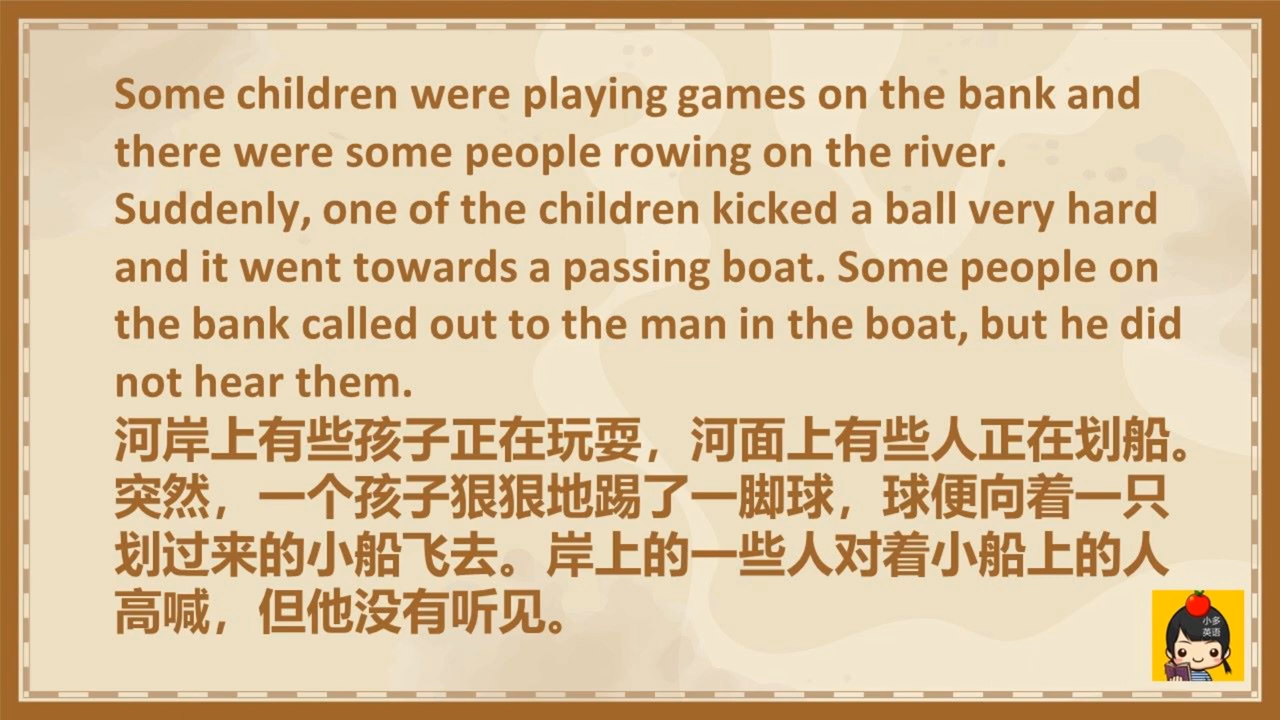 Some children were playing games on the bank and
there were some people rowing on the river.
Suddenly, one of the children kicked a ball very hard
and it went towards a passing boat. Some people on
the bank called out to the man in the boat, but he did
not hear them.
河岸上有些孩子正在玩耍，河面上有些人正在划船。
突然，一个孩子狠狠地踢了一脚球，球便向着一只
划过来的小船飞去。岸上的一些人对着小船上的人
高喊，但他没有听见。
小多
英语